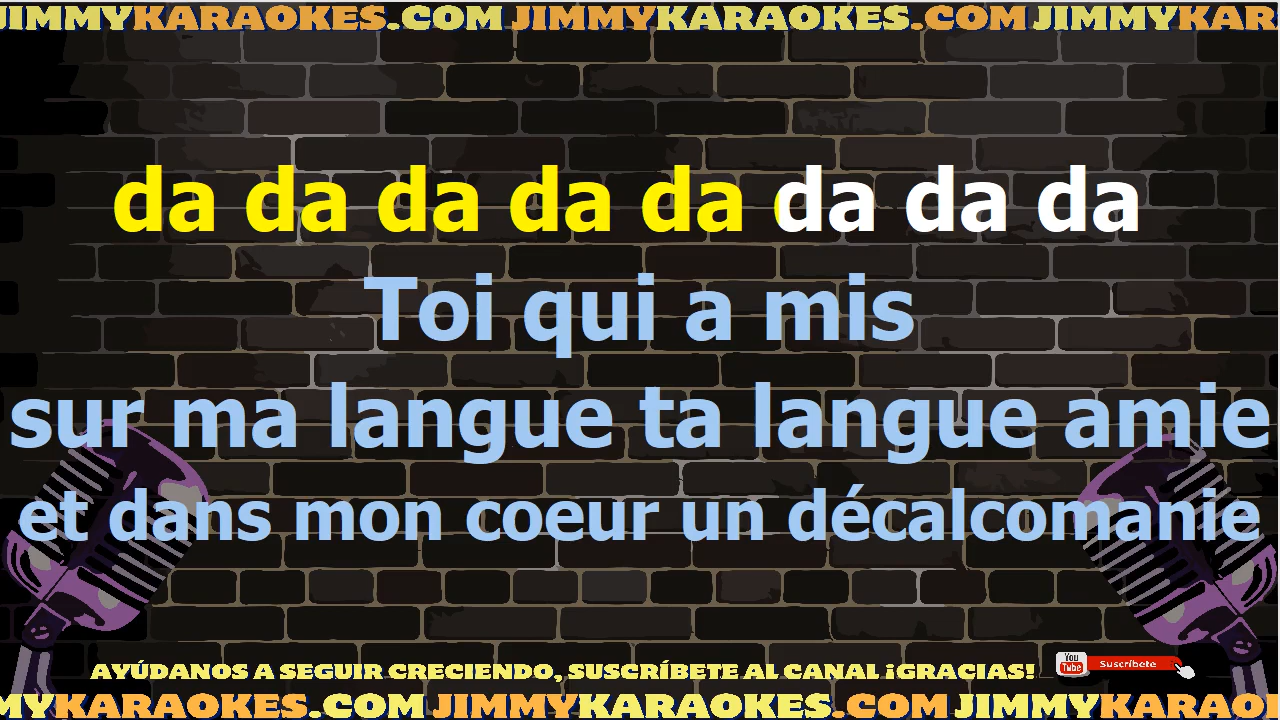 JIMMYKARAOKES.COM JIMMYKARAOKES.COM JIMMYKAR
da da da da da da da da
Toi qui a mis
sur ma langue ta langue amie
et dans mon coeur un décalcomanie
AYÚDANOS A SEGUIR CRECIENDO, SUSCRÍBETE AL CANAL ¡GRACIAS!
You Tube Suscríbete
MYKARAOKES.COM JIMMYKARAOKES.COM JIMMYKARAOK